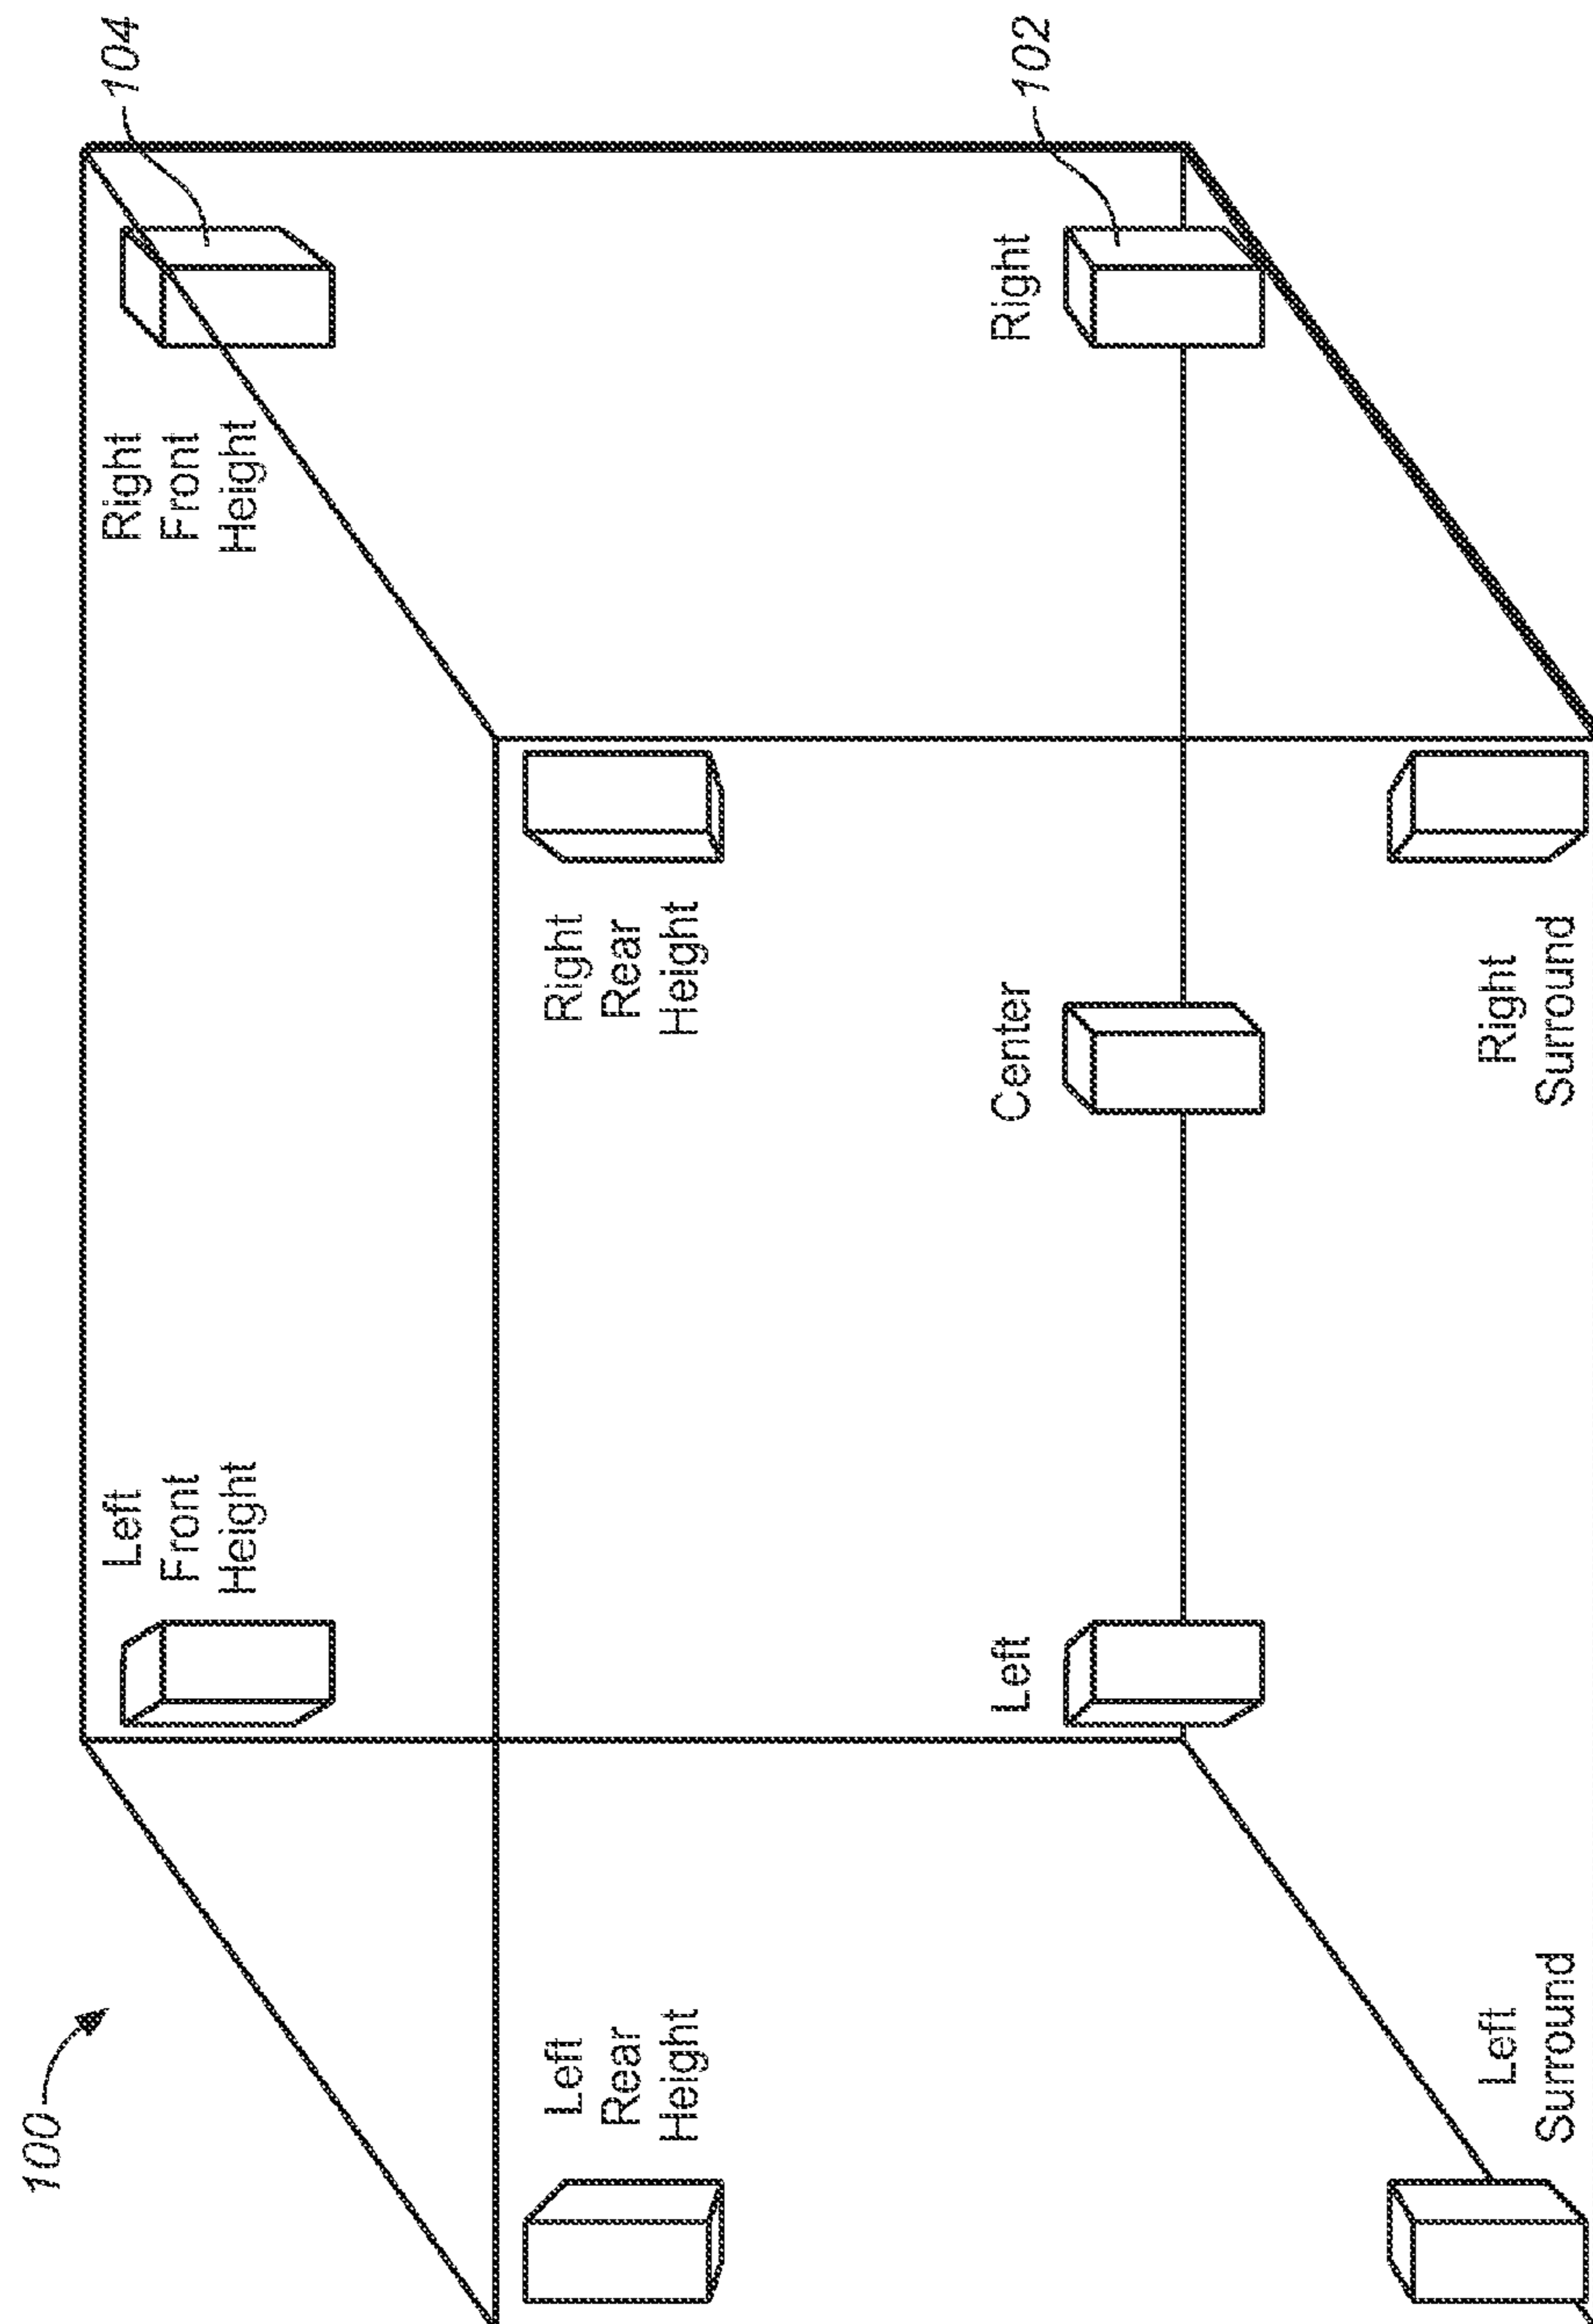 100
Left
Front
Height
Right
Front
Height
104
Left
Rear
Height
Right
Rear
Height
Left
Center
Right
102
Left
Surround
Right
Surround